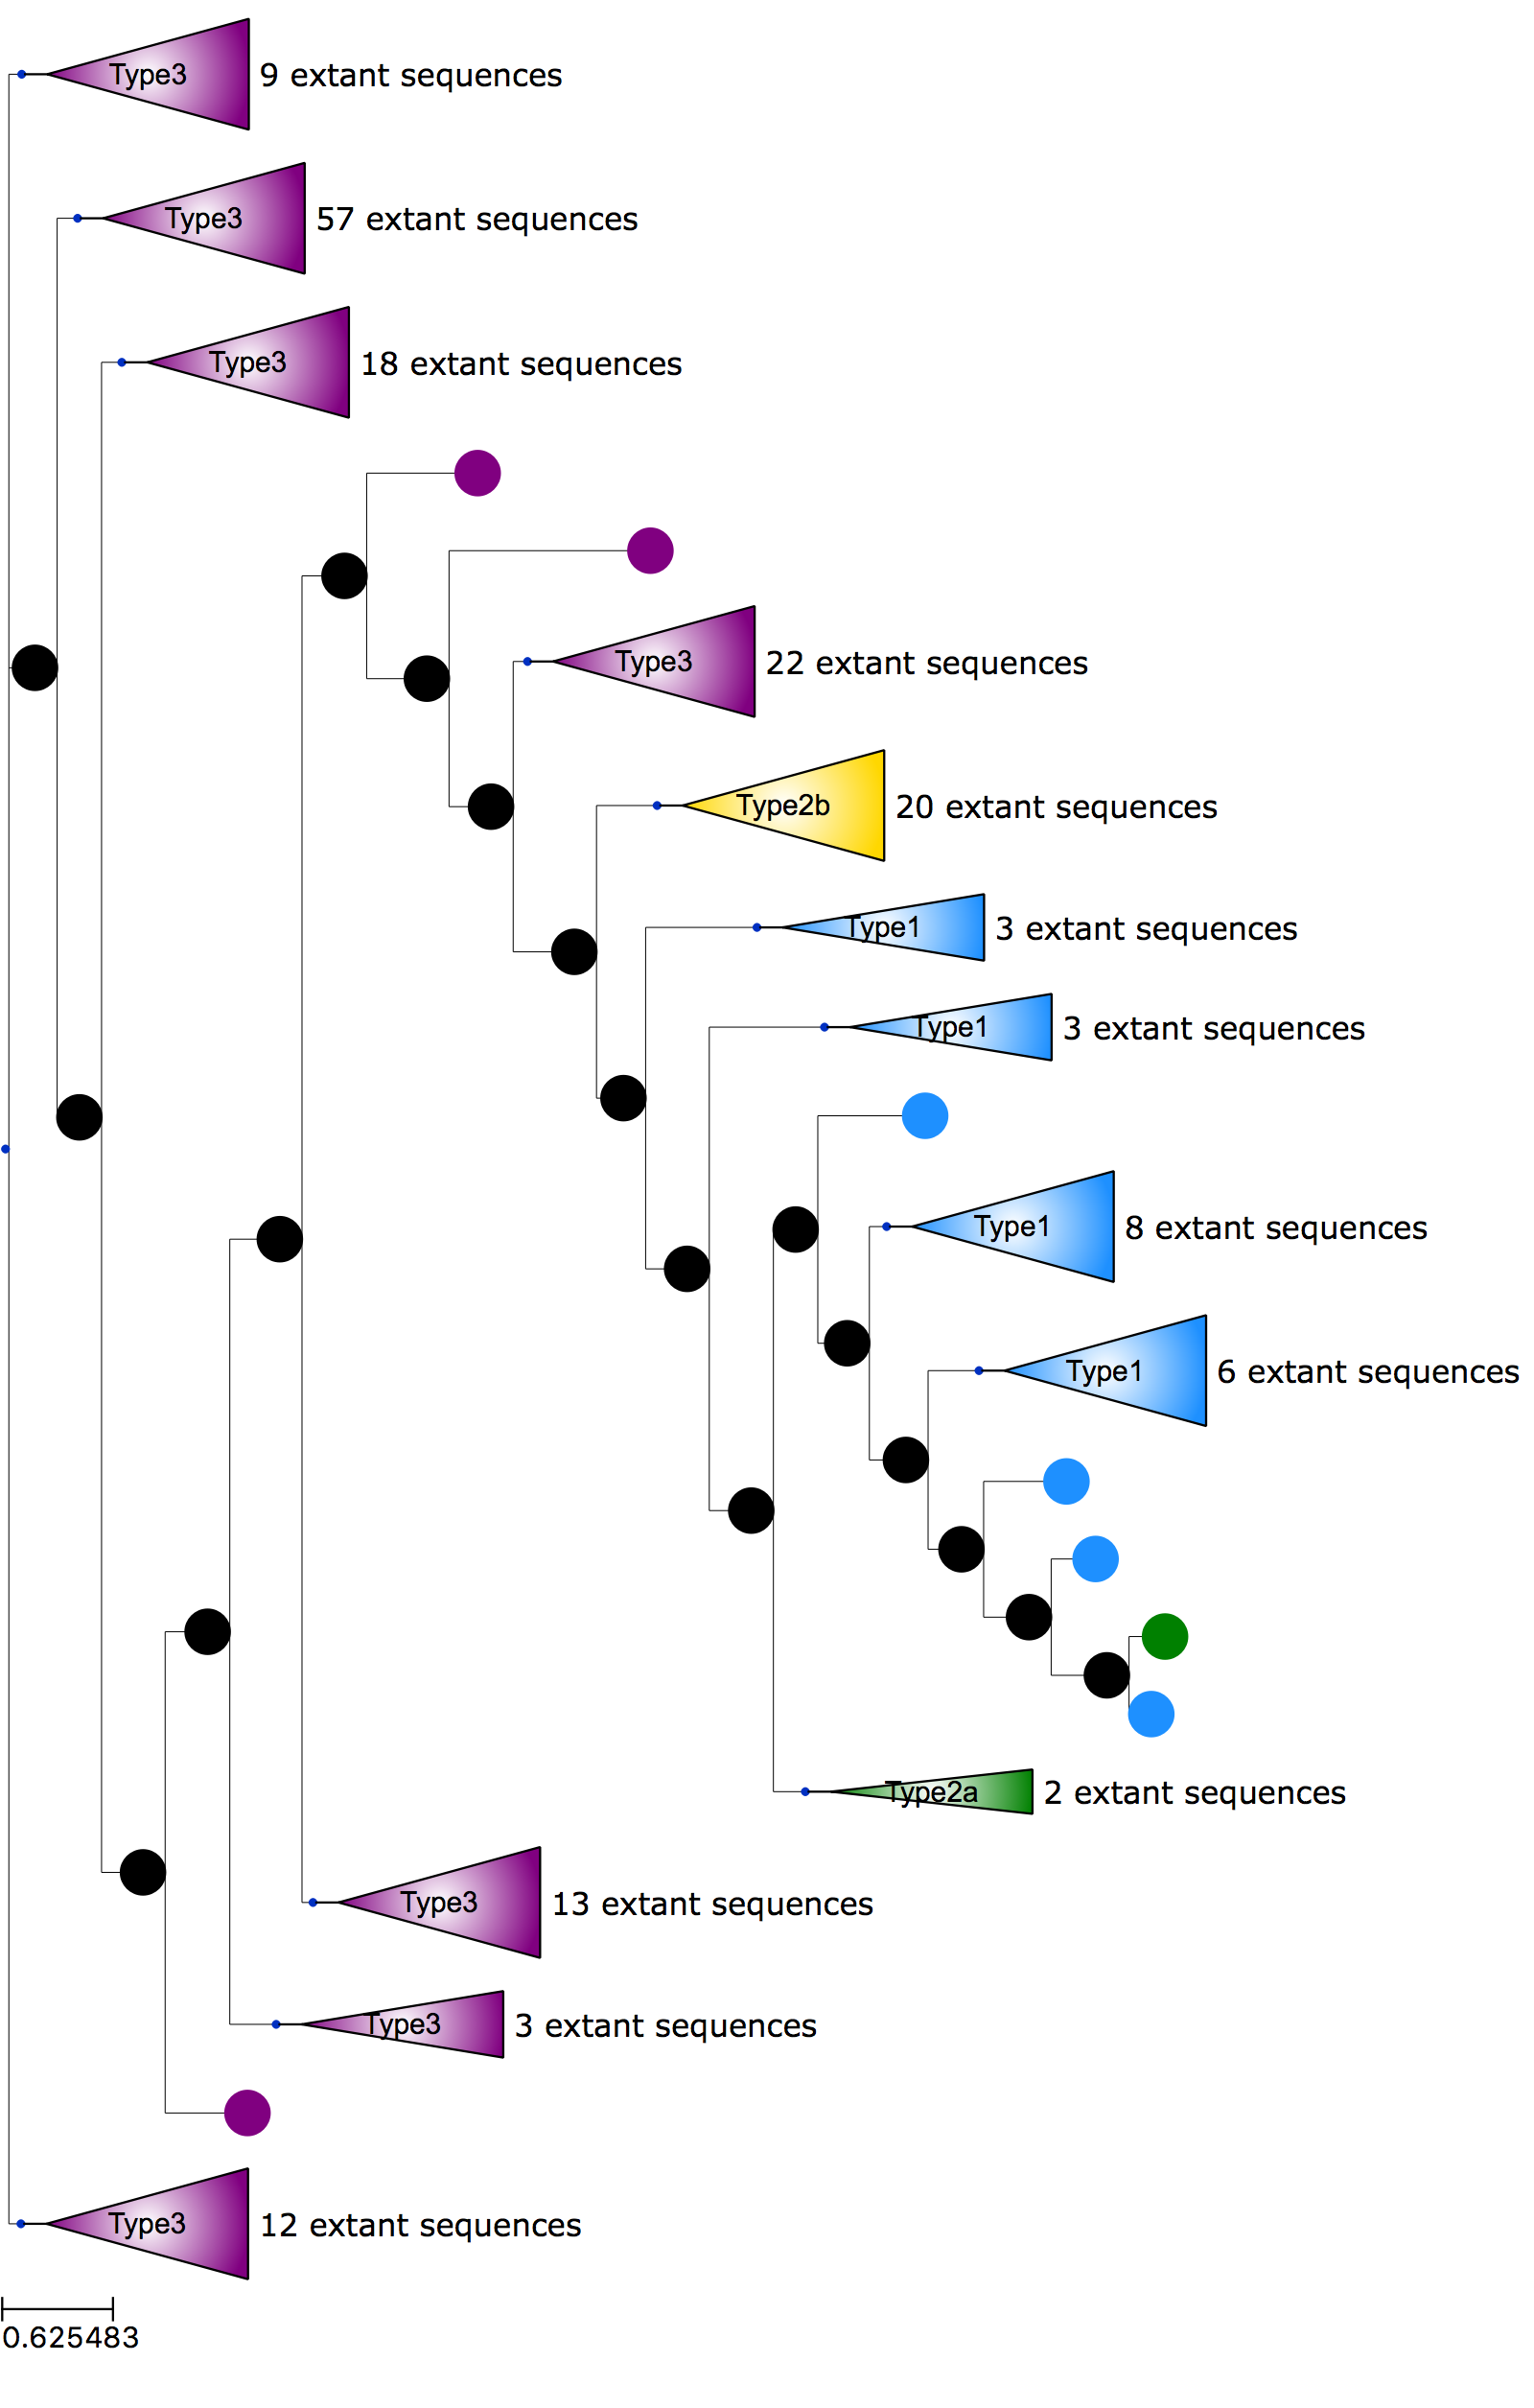 Type3 9 extant sequences
Type3 57 extant sequences
Type3 18 extant sequences
Type3 22 extant sequences
Type2b 20 extant sequences
Type1 3 extant sequences
Type1 3 extant sequences
Type1 8 extant sequences
Type1 6 extant sequences
Type2a 2 extant sequences
Type3 13 extant sequences
Type3 3 extant sequences
Type3 12 extant sequences
0.625483